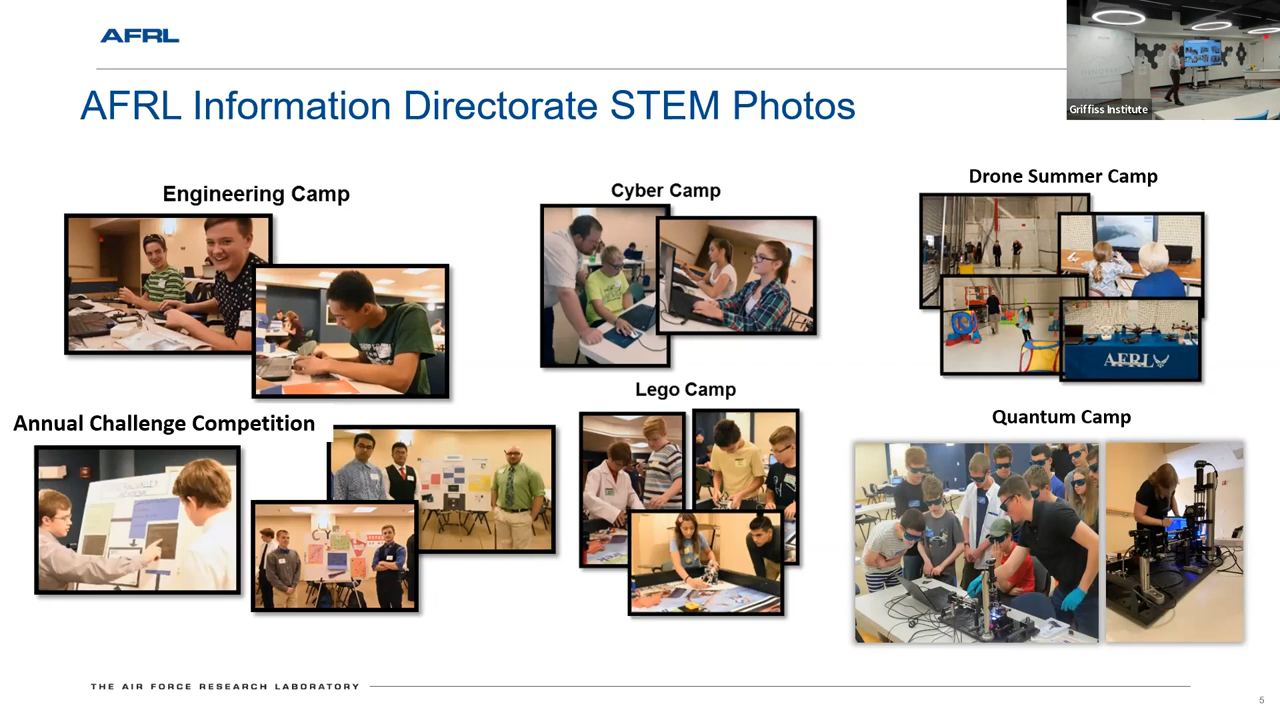 AFRL
Griffiss Institute
AFRL Information Directorate STEM Photos
Engineering Camp
Cyber Camp
Drone Summer Camp
AFRL
Lego Camp
Annual Challenge Competition
Quantum Camp
CY
THE AIR FORCE RESEARCH LABORATORY
5